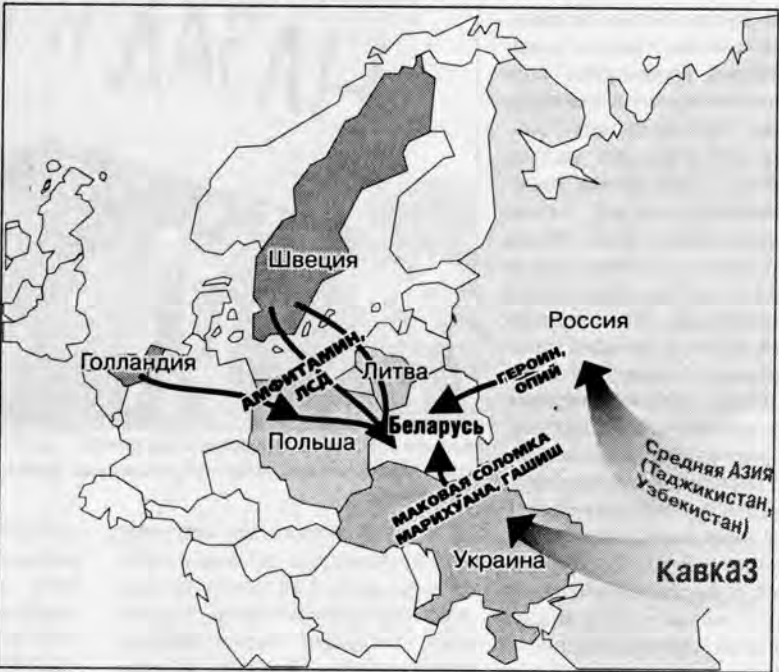 Швеция
Россия
Голландия
АМФИТАМИН,
ЛСД
Литва
ГЕРОИН,
ОПИЙ
Беларусь
Польша
МАКОВАЯ СОЛОМКА
МАРИХУАНА, ГАШИШ
Средняя Азия
(Таджикистан,
Узбекистан)
Украина
Кавказ